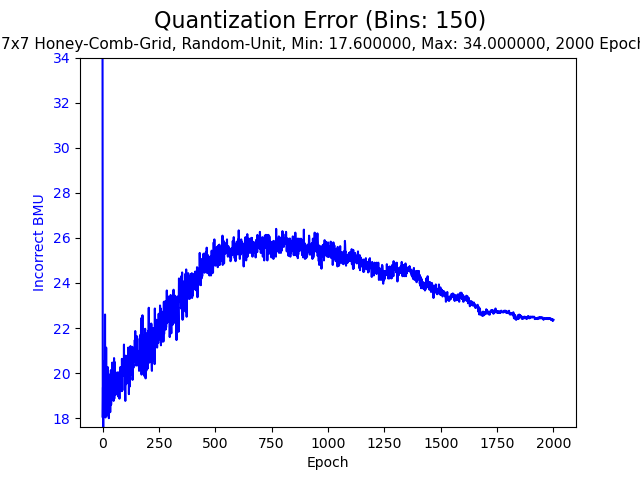 Quantization Error (Bins: 150)
7x7 Honey-Comb-Grid, Random-Unit, Min: 17.600000, Max: 34.000000, 2000 Epoch
34
32
30
28
26
24
22
20
18
Incorrect BMU
0 250 500 750 1000 1250 1500 1750 2000
Epoch